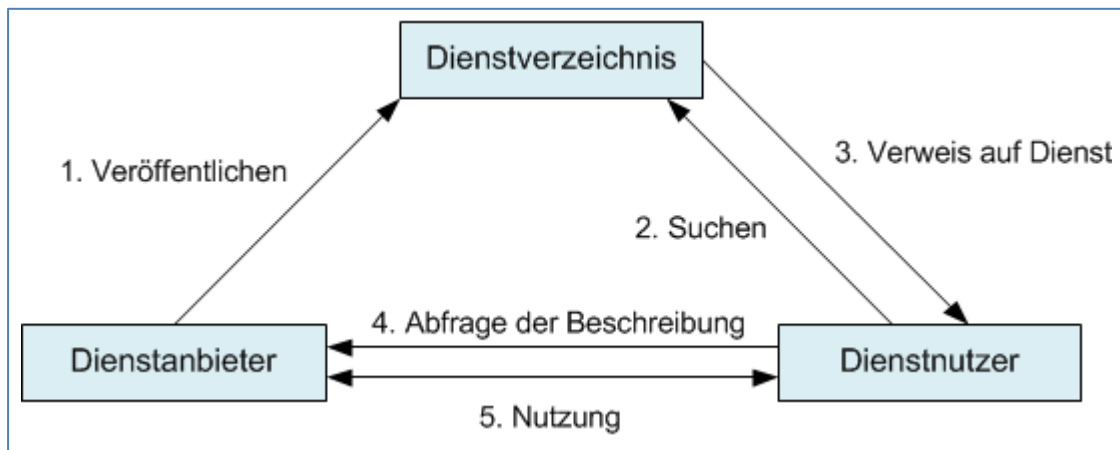 Dienstverzeichnis
1. Veröffentlichen
3. Verweis auf Dienst
2. Suchen
4. Abfrage der Beschreibung
Dienstanbieter
Dienstnutzer
5. Nutzung